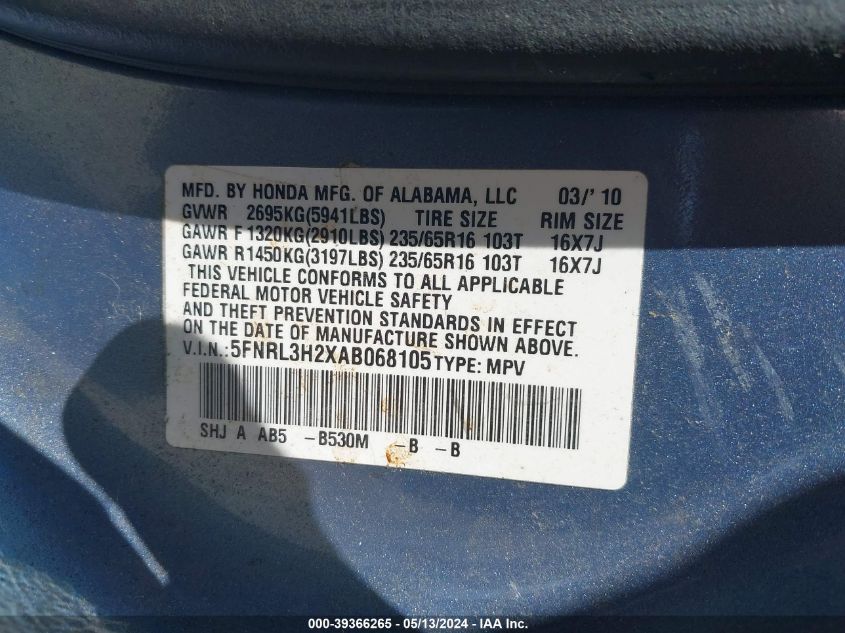 MFD. BY HONDA MFG. OF ALABAMA, LLC 03/' 10
GVWR 2695KG(5941LBS) TIRE SIZE RIM SIZE
GAWR F 1320KG(2910LBS) 235/65R16 103T 16X7J
GAWR R 1450KG(3197LBS) 235/65R16 103T 16X7J
THIS VEHICLE CONFORMS TO ALL APPLICABLE
FEDERAL MOTOR VEHICLE SAFETY
AND THEFT PREVENTION STANDARDS IN EFFECT
ON THE DATE OF MANUFACTURE SHOWN ABOVE.
V.I.N.: 5FNRL3H2XAB068105 TYPE: MPV
SHJ A AB5 -B530M -B -B
000-39366265 - 05/13/2024 - IAA Inc.